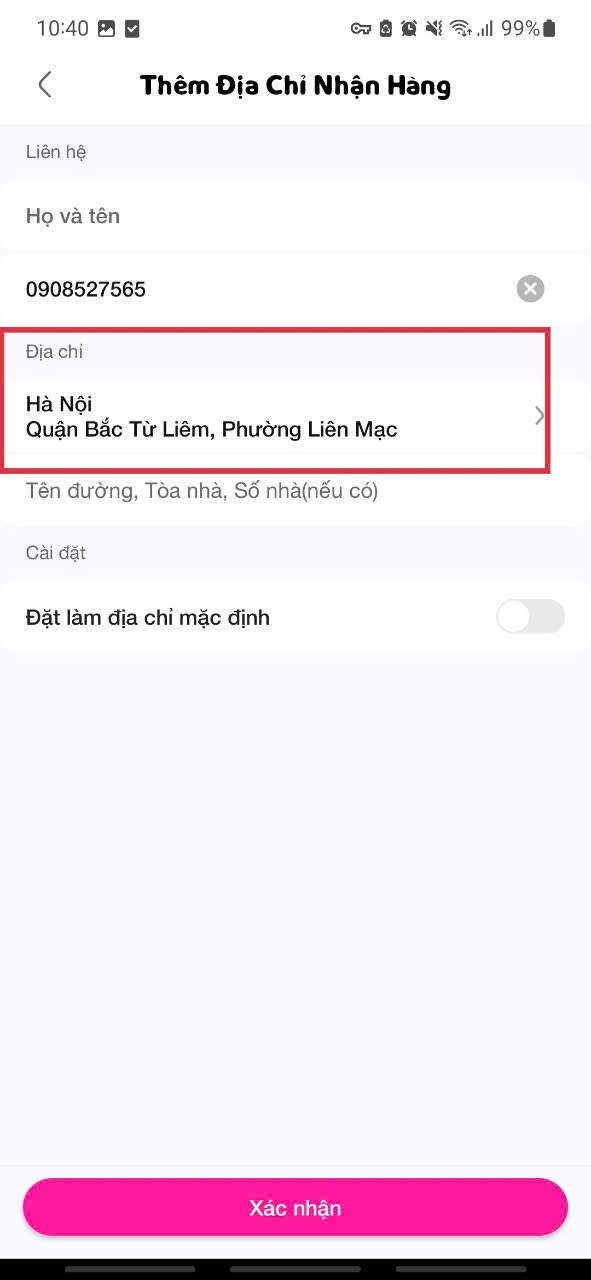 10:40
99%
Thêm Địa Chỉ Nhận Hàng
Liên hệ
Họ và tên
0908527565
Địa chỉ
Hà Nội
Quận Bắc Từ Liêm, Phường Liên Mạc
Tên đường, Tòa nhà, Số nhà(nếu có)
Cài đặt
Đặt làm địa chỉ mặc định
Xác nhận